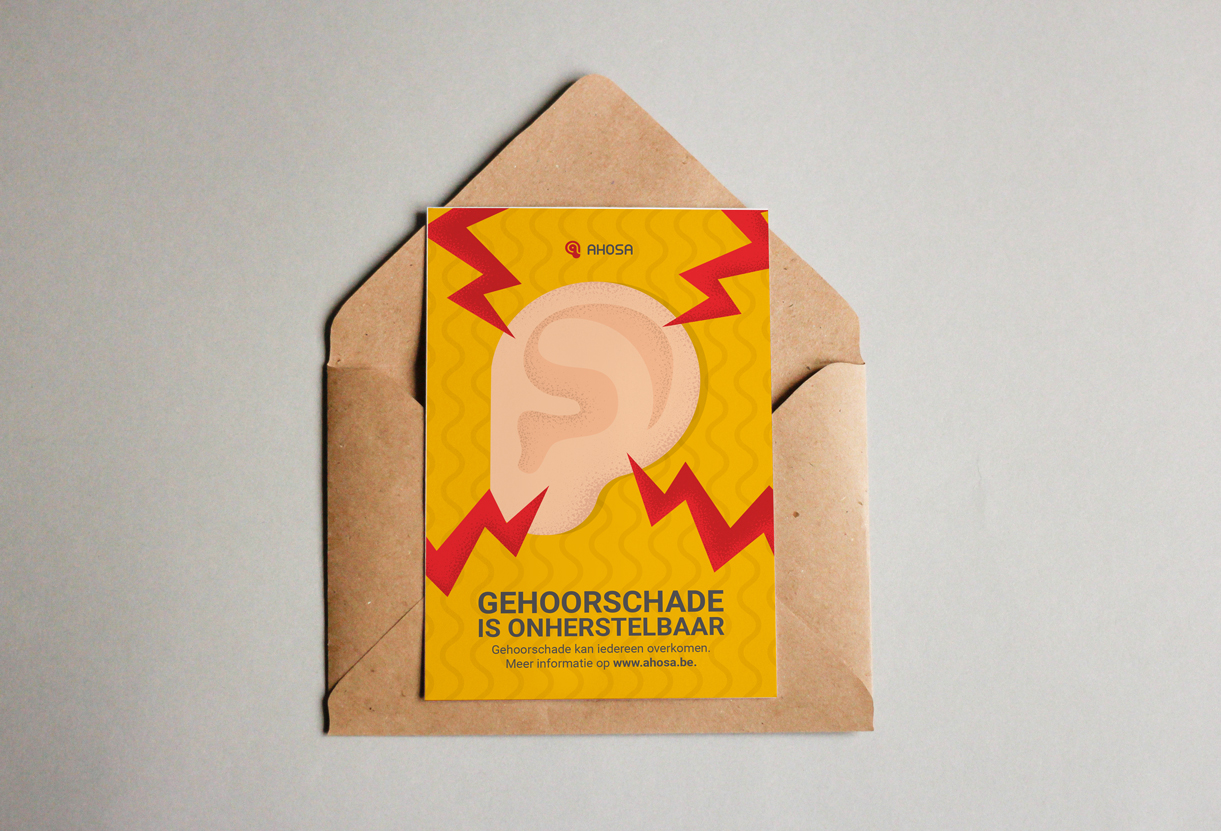 AHOSA
GEHOORSCHADE
IS ONHERSTELBAAR
Gehoorschade kan iedereen overkomen.
Meer informatie op www.ahosa.be.